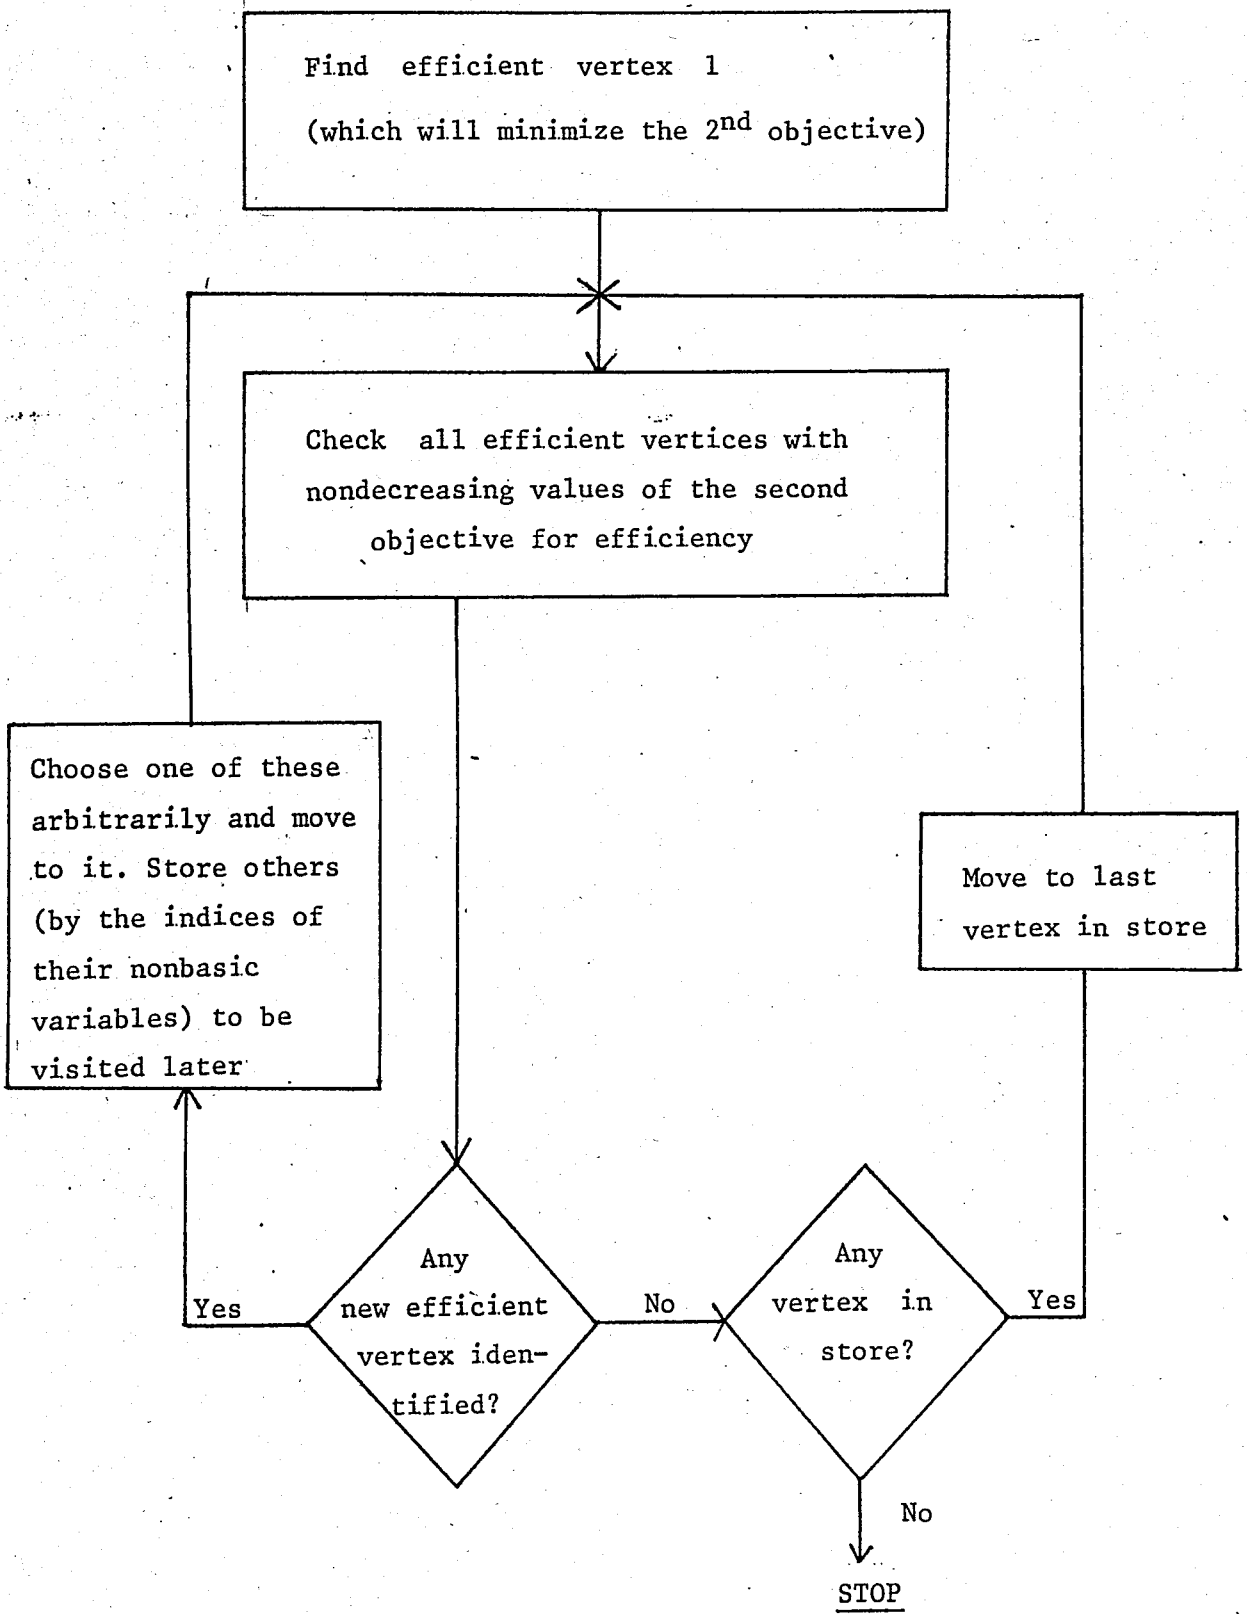 Find efficient vertex 1
(which will minimize the 2nd objective)
Check all efficient vertices with
nondecreasing values of the second
objective for efficiency
Choose one of these
arbitrarily and move
to it. Store others
(by the indices of
their nonbasic
variables) to be
visited later
Move to last
vertex in store
Any
new efficient
vertex iden-
tified?
Yes
No
Any
vertex in
store?
Yes
No
STOP